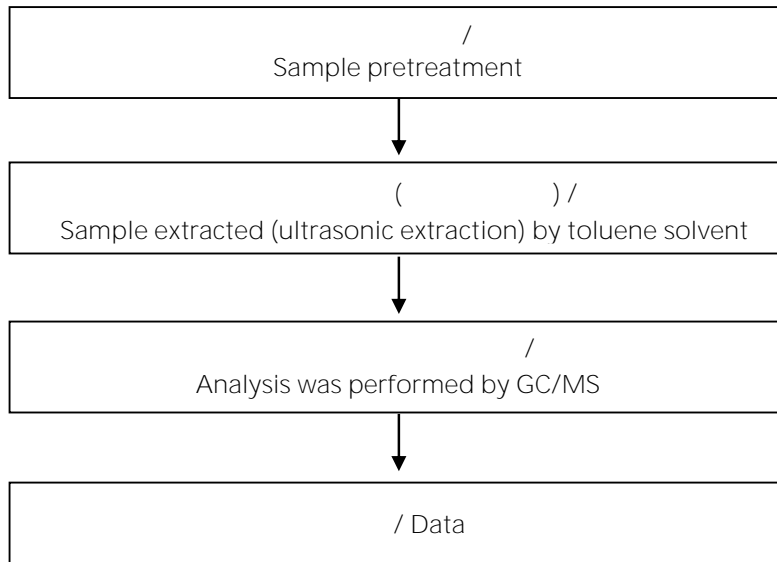 /
Sample pretreatment
( ) /
Sample extracted (ultrasonic extraction) by toluene solvent
/
Analysis was performed by GC/MS
/ Data